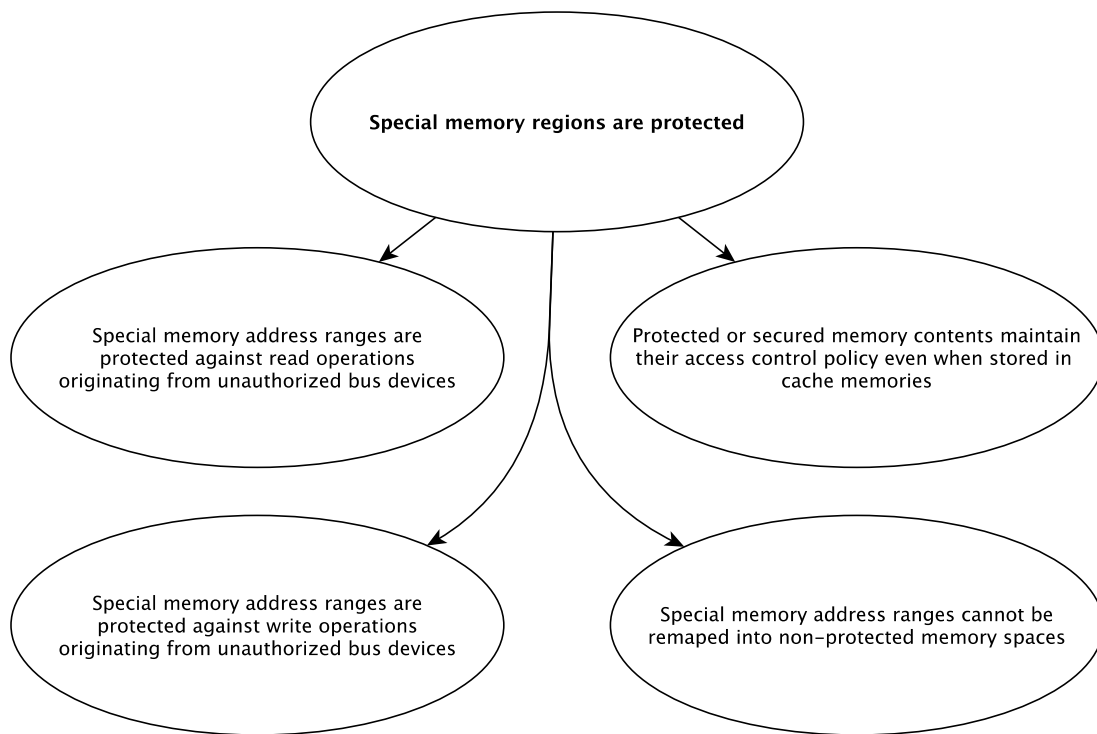 Special memory regions are protected
Special memory address ranges are
protected against read operations
originating from unauthorized bus devices
Protected or secured memory contents maintain
their access control policy even when stored in
cache memories
Special memory address ranges are
protected against write operations
originating from unauthorized bus devices
Special memory address ranges cannot be
remaped into non-protected memory spaces